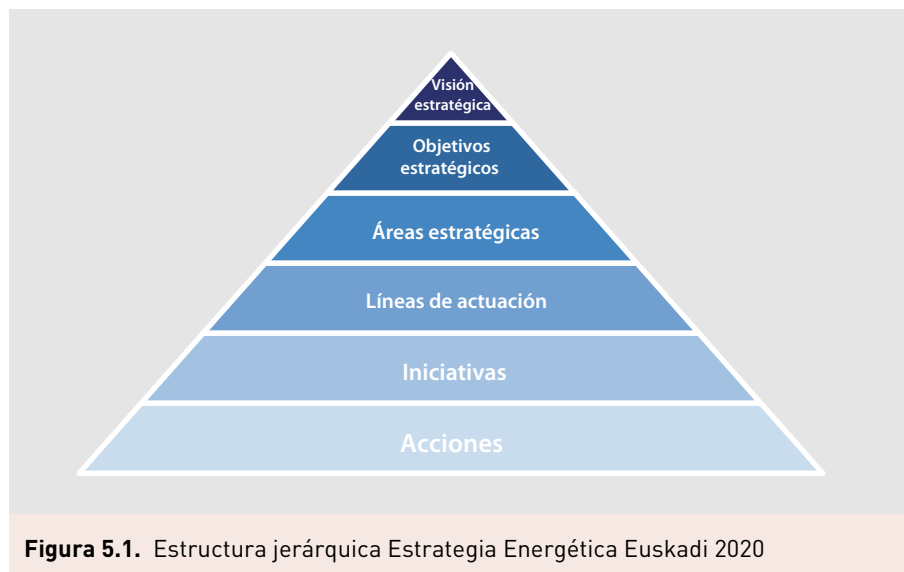 Visión
estratégica
Objetivos
estratégicos
Áreas estratégicas
Líneas de actuación
Iniciativas
Acciones
Figura 5.1. Estructura jerárquica Estrategia Energética Euskadi 2020